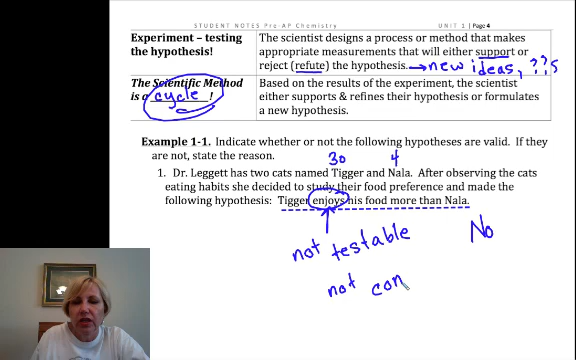 STUDENT NOTES Pre-AP Chemistry UNIT 1 Page 4
Experiment - testing the hypothesis!
The scientist designs a process or method that makes
appropriate measurements that will either support or
reject (refute) the hypothesis. → new ideas, ??s
The Scientific Method
is a cycle !
Based on the results of the experiment, the scientist
either supports & refines their hypothesis or formulates
a new hypothesis.
Example 1-1. Indicate whether or not the following hypotheses are valid. If they
are not, state the reason.
30 4
1. Dr. Leggett has two cats named Tigger and Nala. After observing the cats
eating habits she decided to study their food preference and made the
following hypothesis: Tigger enjoys his food more than Nala.
not testable No
not con